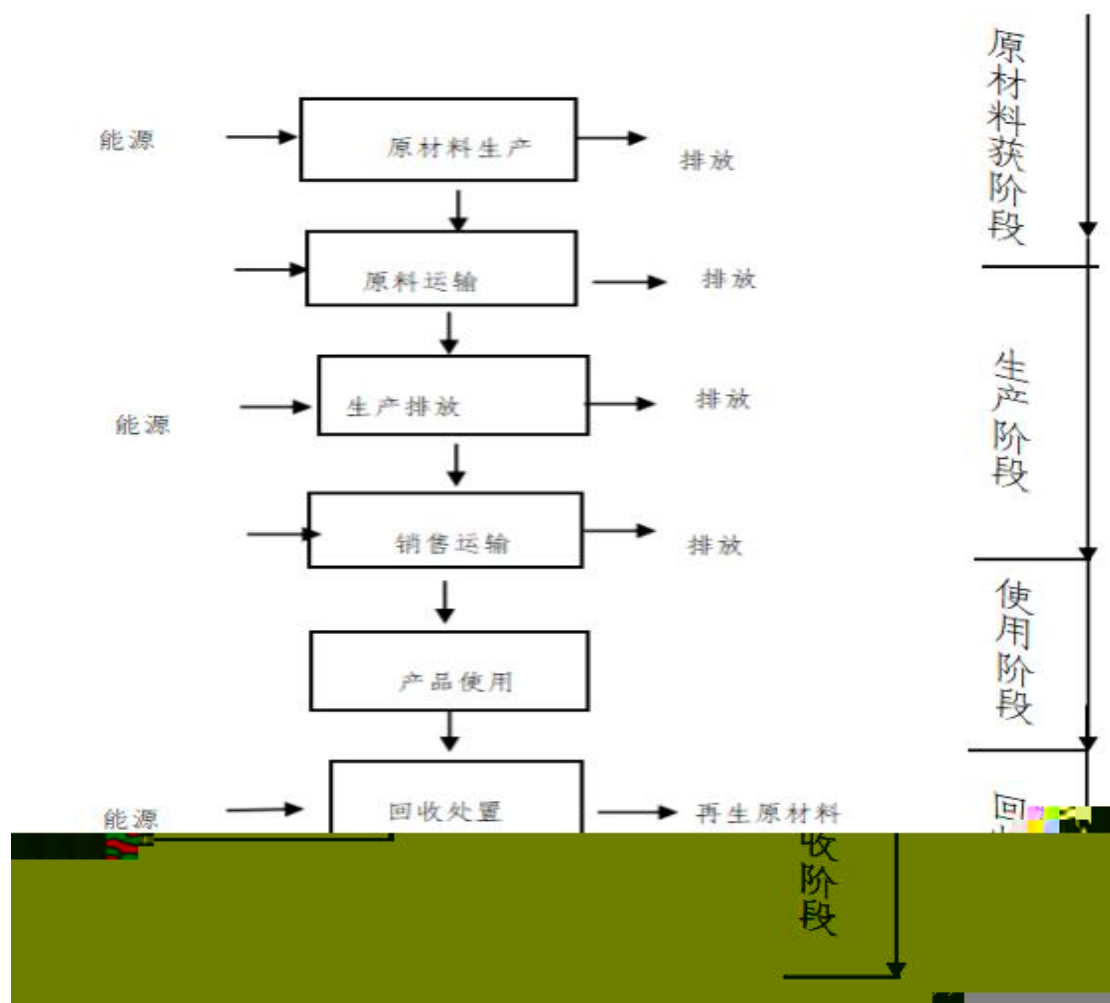 能源
原材料生产
排放
原料运输
排放
能源
生产排放
排放
销售运输
排放
产品使用
能源
回收处置
再生原材料
原材料获阶段
生产阶段
使用阶段
回收阶段